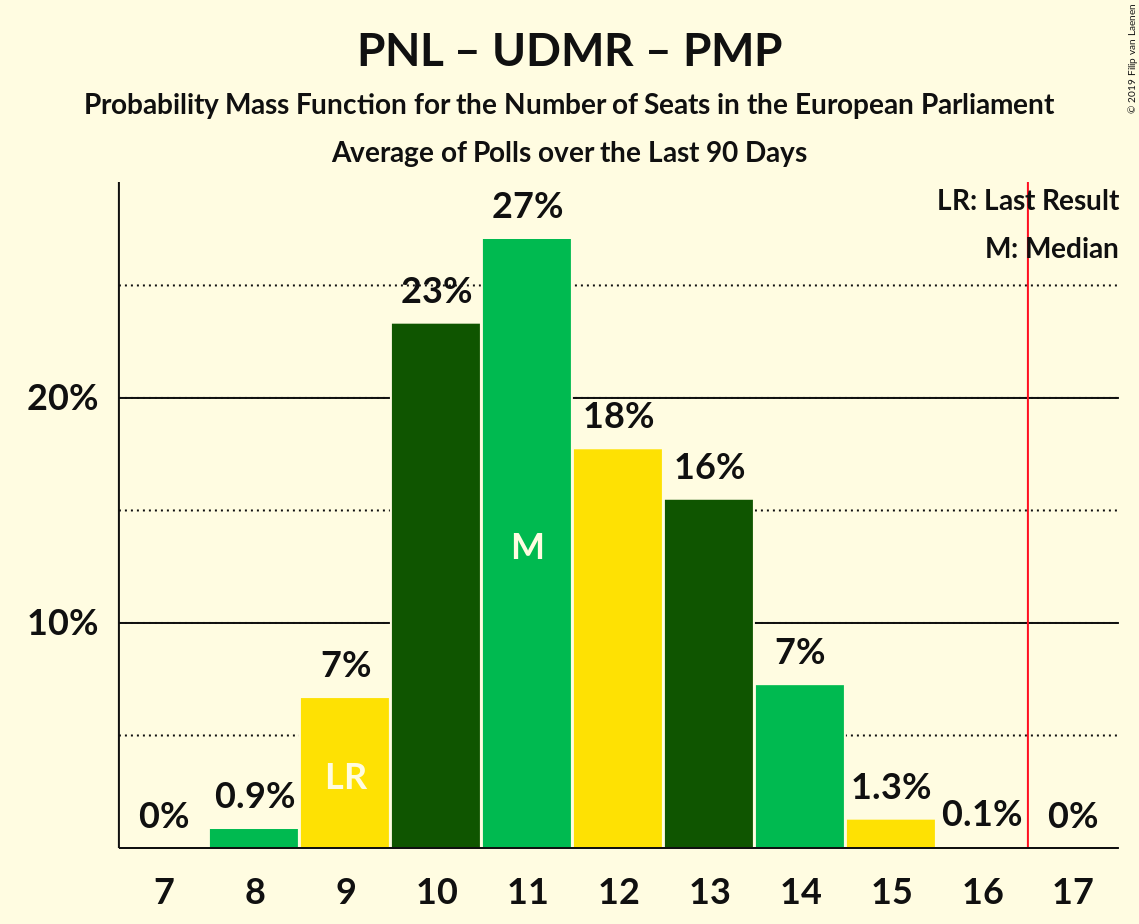 PNL – UDMR – PMP
Probability Mass Function for the Number of Seats in the European Parliament
Average of Polls over the Last 90 Days
© 2019 Filip van Laenen
LR: Last Result
M: Median
27%
23%
20%
18%
16%
10%
7%
7%
0%
0.9%
1.3%
0.1%
0%
M
LR
7 8 9 10 11 12 13 14 15 16 17